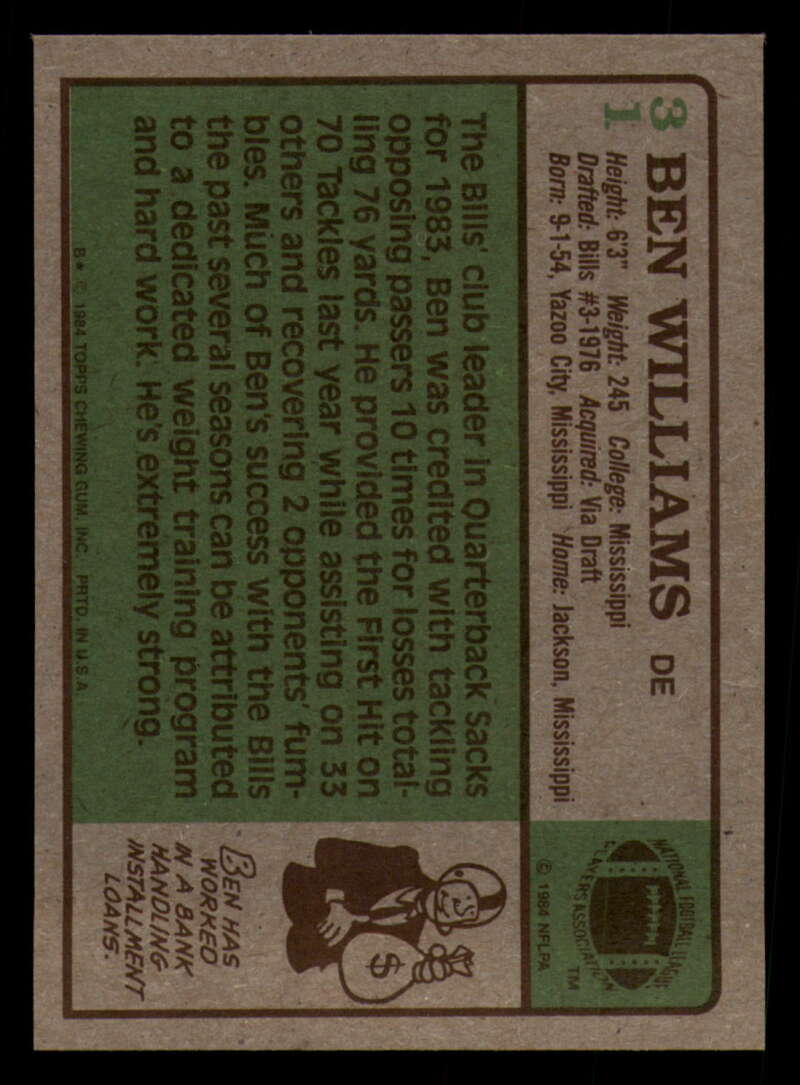 3
1
BEN WILLIAMS DE
Height: 6'3" Weight: 245 College: Mississippi
Drafted: Bills #3-1976 Acquired: Via Draft
Born: 9-1-54, Yazoo City, Mississippi Home: Jackson, Mississippi
NATIONAL FOOTBALL LEAGUE
PLAYERS ASSOCIATION
TM
© 1984 NFLPA
The Bills' club leader in Quarterback Sacks
for 1983, Ben was credited with tackling
opposing passers 10 times for losses total-
ling 76 yards. He provided the First Hit on
70 Tackles last year while assisting on 33
others and recovering 2 opponents' fum-
bles. Much of Ben's success with the Bills
the past several seasons can be attributed
to a dedicated weight training program
and hard work. He's extremely strong.
$
BEN HAS
WORKED
IN A BANK
HANDLING
INSTALLMENT
LOANS.
B* © 1984 TOPPS CHEWING GUM, INC. PRTD. IN U.S.A.